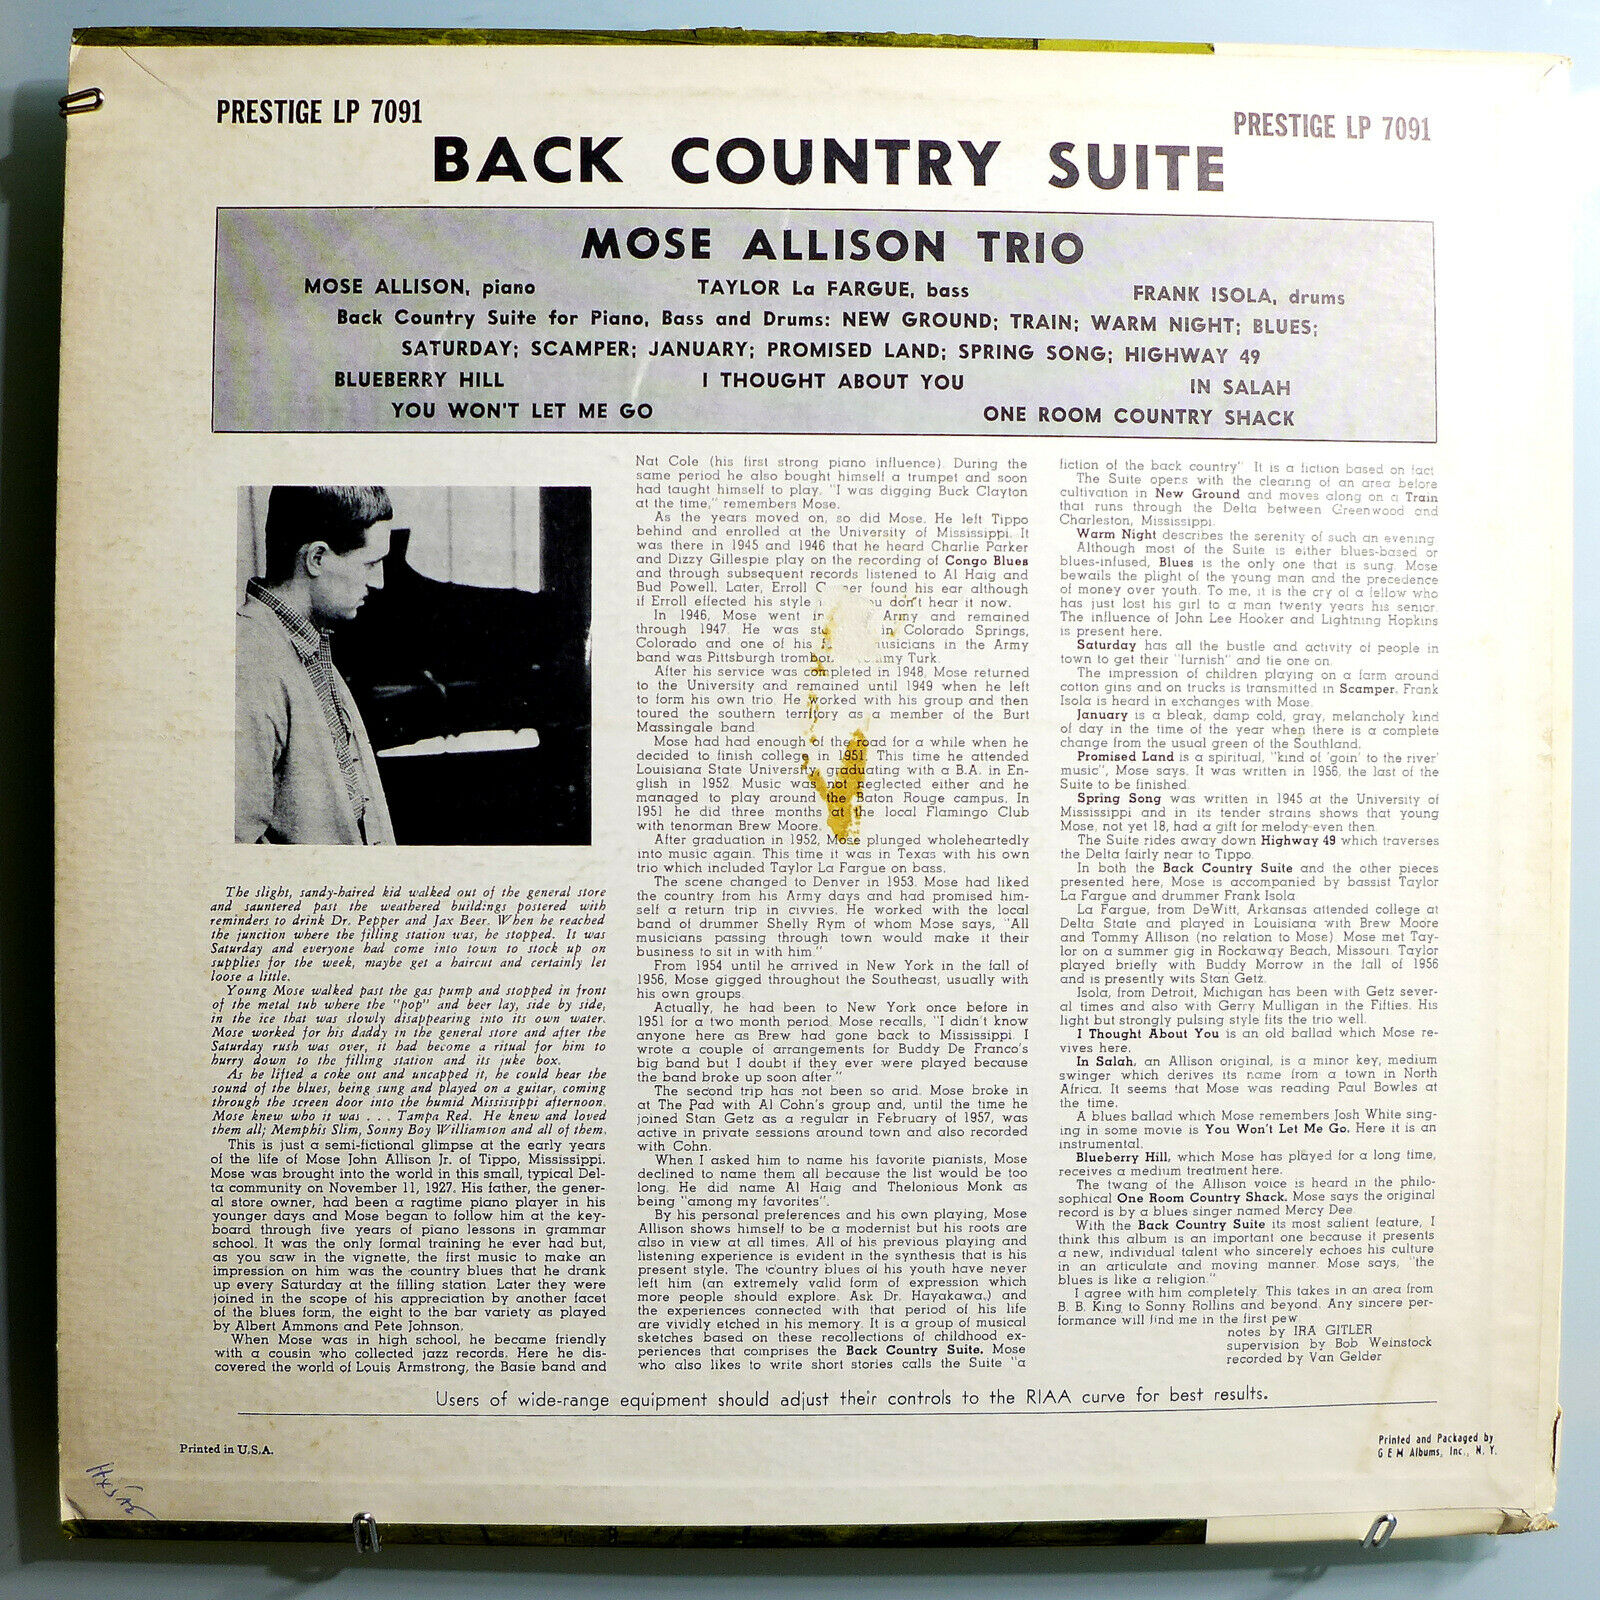 PRESTIGE LP 7091
PRESTIGE LP 7091
BACK COUNTRY SUITE
MOSE ALLISON TRIO
MOSE ALLISON, piano TAYLOR La FARGUE, bass FRANK ISOLA, drums
Back Country Suite for Piano, Bass and Drums: NEW GROUND; TRAIN; WARM NIGHT; BLUES;
SATURDAY; SCAMPER; JANUARY; PROMISED LAND; SPRING SONG; HIGHWAY 49
BLUEBERRY HILL I THOUGHT ABOUT YOU IN SALAH
YOU WON'T LET ME GO ONE ROOM COUNTRY SHACK
The slight, sandy-haired kid walked out of the general store
and sauntered past the weathered buildings postered with
reminders to drink Dr. Pepper and Jax Beer. When he reached
the junction where the filling station was, he stopped. It was
Saturday and everyone had come into town to stock up on
supplies for the week, maybe get a haircut and certainly let
loose a little.
Young Mose walked past the gas pump and stopped in front
of the metal tub where the "pop" and beer lay, side by side,
in the ice that was slowly disappearing into its own water.
Mose worked for his daddy in the general store and after the
Saturday rush was over, it had become a ritual for him to
hurry down to the filling station and its juke box.
As he lifted a coke out and uncapped it, he could hear the
sound of the blues, being sung and played on a guitar, coming
through the screen door into the humid Mississippi afternoon.
Mose knew who it was . . . Tampa Red. He knew and loved
them all; Memphis Slim, Sonny Boy Williamson and all of them.
This is just a semi-fictional glimpse at the early years
of the life of Mose John Allison Jr. of Tippo, Mississippi.
Mose was brought into the world in this small, typical Del-
ta community on November 11, 1927. His father, the gener-
al store owner, had been a ragtime piano player in his
younger days and Mose began to follow him at the key-
board through five years of piano lessons in grammar
school. It was the only formal training he ever had but,
as you saw in the vignette, the first music to make an
impression on him was the country blues that he drank
up every Saturday at the filling station. Later they were
joined in the scope of his appreciation by another facet
of the blues form, the eight to the bar variety as played
by Albert Ammons and Pete Johnson.
When Mose was in high school, he became friendly
with a cousin who collected jazz records. Here he dis-
covered the world of Louis Armstrong, the Basie band and
Nat Cole (his first strong piano influence). During the
same period he also bought himself a trumpet and soon
had taught himself to play. "I was digging Buck Clayton
at the time," remembers Mose.
As the years moved on, so did Mose. He left Tippo
behind and enrolled at the University of Mississippi. It
was there in 1945 and 1946 that he heard Charlie Parker
and Dizzy Gillespie play on the recording of Congo Blues
and through subsequent records listened to Al Haig and
Bud Powell. Later, Erroll found his ear although
if Erroll effected his style don't hear it now.
In 1946, Mose went Army and remained
through 1947. He was in Colorado Springs,
Colorado and one of his musicians in the Army
band was Pittsburgh Turk.
After his service was completed in 1948, Mose returned
to the University and remained until 1949 when he left
to form his own trio. He worked with his group and then
toured the southern territory as a member of the Burt
Massingale band.
Mose had had enough of the road for a while when he
decided to finish college in 1951. This time he attended
Louisiana State University, graduating with a B.A. in En-
glish in 1952. Music was not neglected either and he
managed to play around the Baton Rouge campus. In
1951 he did three months at the local Flamingo Club
with tenorman Brew Moore.
After graduation in 1952, Mose plunged wholeheartedly
into music again. This time it was in Texas with his own
trio which included Taylor La Fargue on bass.
The scene changed to Denver in 1953. Mose had liked
the country from his Army days and had promised him-
self a return trip in civvies. He worked with the local
band of drummer Shelly Rym of whom Mose says, "All
musicians passing through town would make it their
business to sit in with him."
From 1954 until he arrived in New York in the fall of
1956, Mose gigged throughout the Southeast, usually with
his own groups.
Actually, he had been to New York once before in
1951 for a two month period. Mose recalls, "I didn't know
anyone here as Brew had gone back to Mississippi. I
wrote a couple of arrangements for Buddy De Franco's
big band but I doubt if they ever were played because
the band broke up soon after."
The second trip has not been so arid. Mose broke in
at The Pad with Al Cohn's group and, until the time he
joined Stan Getz as a regular in February of 1957, was
active in private sessions around town and also recorded
with Cohn.
When I asked him to name his favorite pianists, Mose
declined to name them all because the list would be too
long. He did name Al Haig and Thelonious Monk as
being "among my favorites".
By his personal preferences and his own playing, Mose
Allison shows himself to be a modernist but his roots are
also in view at all times. All of his previous playing and
listening experience is evident in the synthesis that is his
present style. The country blues of his youth have never
left him (an extremely valid form of expression which
more people should explore. Ask Dr. Hayakawa.) and
the experiences connected with that period of his life
are vividly etched in his memory. It is a group of musical
sketches based on these recollections of childhood ex-
periences that comprises the Back Country Suite. Mose
who also likes to write short stories calls the Suite "a
fiction of the back country" It is a fiction based on fact
The Suite opens with the clearing of an area before
cultivation in New Ground and moves along on a Train
that runs through the Delta between Greenwood and
Charleston, Mississippi.
Warm Night describes the serenity of such an evening
Although most of the Suite is either blues-based or
blues-infused, Blues is the only one that is sung. Mose
bewails the plight of the young man and the precedence
of money over youth. To me, it is the cry of a fellow who
has just lost his girl to a man twenty years his senior.
The influence of John Lee Hooker and Lightning Hopkins
is present here.
Saturday has all the bustle and activity of people in
town to get their "furnish" and tie one on.
The impression of children playing on a farm around
cotton gins and on trucks is transmitted in Scamper. Frank
Isola is heard in exchanges with Mose.
January is a bleak, damp cold, gray, melancholy kind
of day in the time of the year when there is a complete
change from the usual green of the Southland.
Promised Land is a spiritual, "kind of 'goin' to the river'
music", Mose says. It was written in 1956, the last of the
Suite to be finished.
Spring Song was written in 1945 at the University of
Mississippi and in its tender strains shows that young
Mose, not yet 18, had a gift for melody even then.
The Suite rides away down Highway 49 which traverses
the Delta fairly near to Tippo.
In both the Back Country Suite and the other pieces
presented here, Mose is accompanied by bassist Taylor
La Fargue and drummer Frank Isola
La Fargue, from DeWitt, Arkansas attended college at
Delta State and played in Louisiana with Brew Moore
and Tommy Allison (no relation to Mose) Mose met Tay-
lor on a summer gig in Rockaway Beach, Missouri. Taylor
played briefly with Buddy Morrow in the fall of 1956
and is presently wits Stan Getz.
Isola, from Detroit, Michigan has been with Getz sever-
al times and also with Gerry Mulligan in the Fifties. His
light but strongly pulsing style fits the trio well.
I Thought About You is an old ballad which Mose re-
vives here.
In Salah, an Allison original, is a minor key, medium
swinger which derives its name from a town in North
Africa. It seems that Mose was reading Paul Bowles at
the time.
A blues ballad which Mose remembers Josh White sing-
ing in some movie is You Won't Let Me Go. Here it is an
instrumental.
Blueberry Hill, which Mose has played for a long time,
receives a medium treatment here.
The twang of the Allison voice is heard in the philo-
sophical One Room Country Shack. Mose says the original
record is by a blues singer named Mercy Dee.
With the Back Country Suite its most salient feature, I
think this album is an important one because it presents
a new, individual talent who sincerely echoes his culture
in an articulate and moving manner. Mose says, "the
blues is like a religion."
I agree with him completely. This takes in an area from
B. B. King to Sonny Rollins and beyond. Any sincere per-
formance will find me in the first pew.
notes by IRA GITLER
supervision by Bob Weinstock
recorded by Van Gelder
Users of wide-range equipment should adjust their controls to the RIAA curve for best results.
Printed in U.S.A.
Printed and Packaged by
G E M Albums, Inc., N. Y.